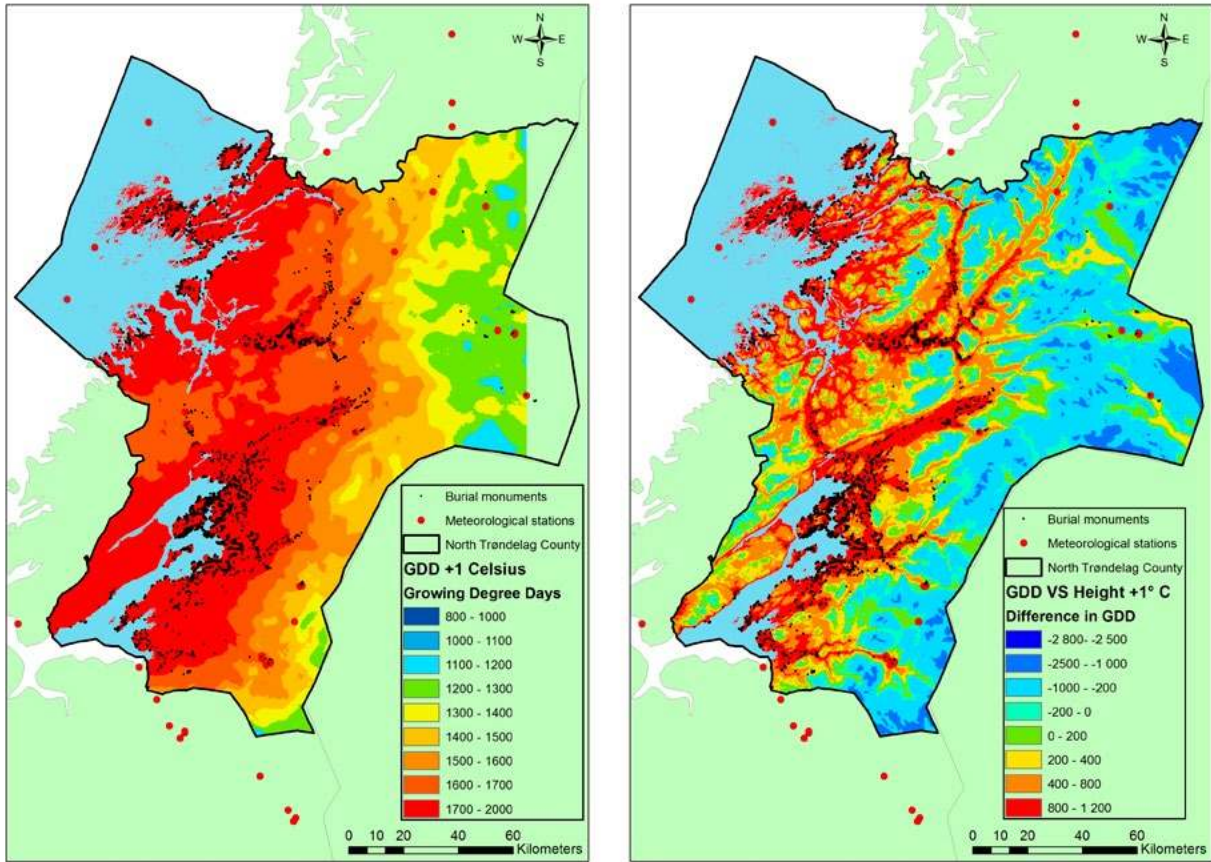 N
W E
S
Burial monuments
Meteorological stations
North Trøndelag County
GDD +1 Celsius
Growing Degree Days
800 - 1000
1000 - 1100
1100 - 1200
1200 - 1300
1300 - 1400
1400 - 1500
1500 - 1600
1600 - 1700
1700 - 2000
0 10 20 40 60
Kilometers
N
W E
S
Burial monuments
Meteorological stations
North Trøndelag County
GDD VS Height +1° C
Difference in GDD
-2 800- -2 500
-2500 - -1 000
-1000 - -200
-200 - 0
0 - 200
200 - 400
400 - 800
800 - 1 200
0 10 20 40 60
Kilometers